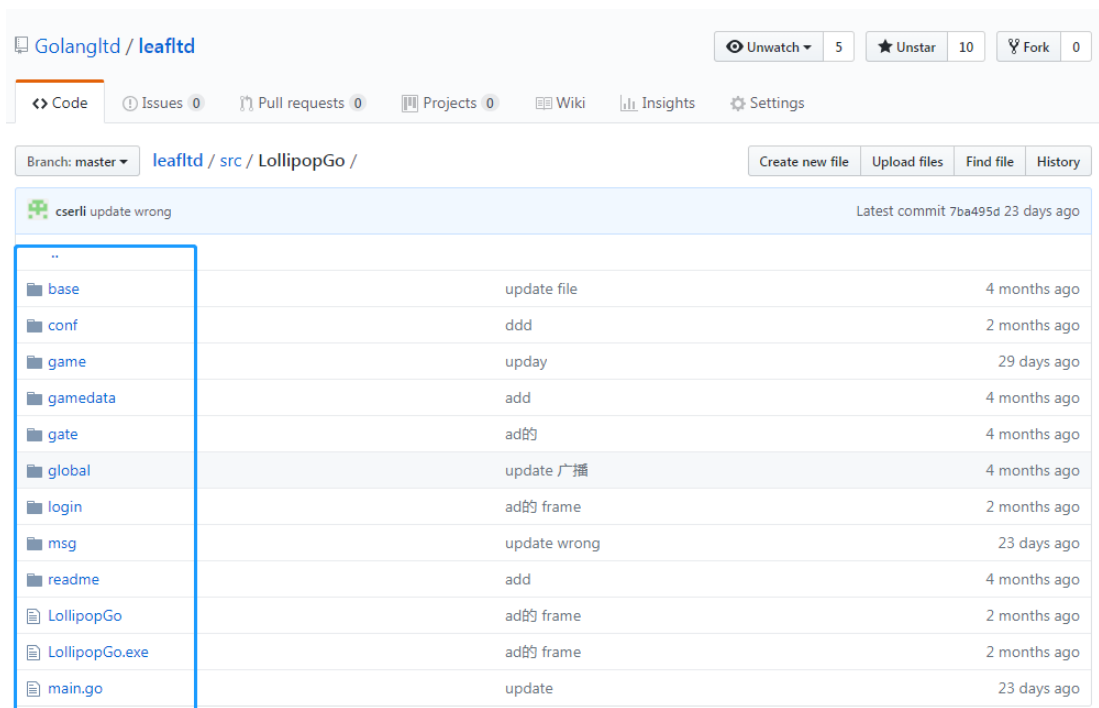 Golangltd / leafltd Unwatch 5 Unstar 10 Fork 0
Code Issues 0 Pull requests 0 Projects 0 Wiki Insights Settings
Branch: master leafltd / src / LollipopGo / Create new file Upload files Find file History
cserli update wrong Latest commit 7ba495d 23 days ago
..
base update file 4 months ago
conf ddd 2 months ago
game upday 29 days ago
gamedata add 4 months ago
gate ad的 4 months ago
global update 广播 4 months ago
login ad的 frame 2 months ago
msg update wrong 23 days ago
readme add 4 months ago
LollipopGo ad的 frame 2 months ago
LollipopGo.exe ad的 frame 2 months ago
main.go update 23 days ago